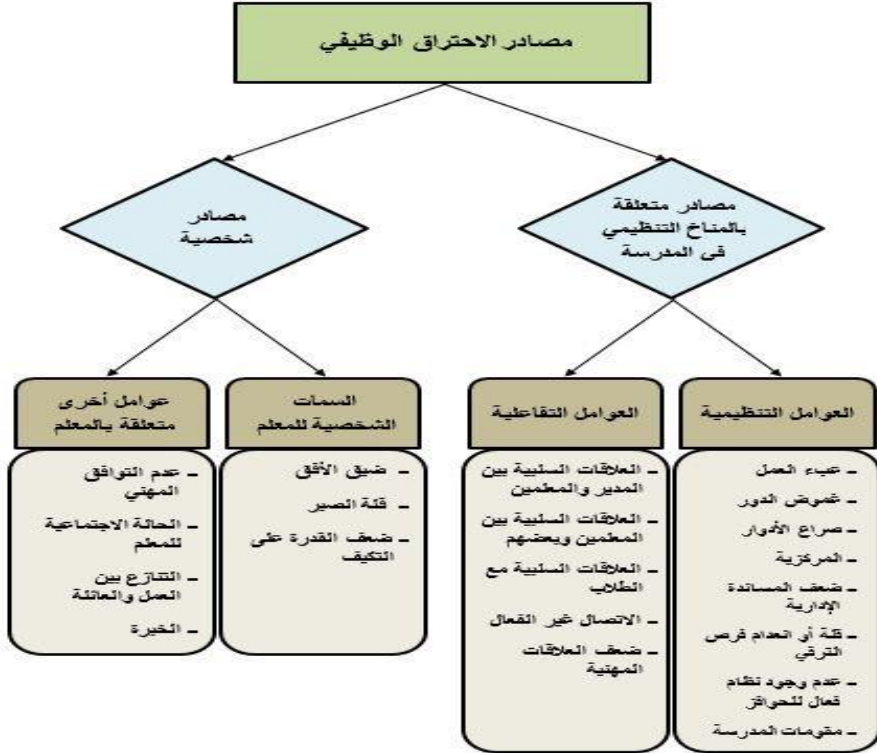 مصادر الاحتراق الوظيفي
مصادر متعلقة
بالمناخ التنظيمي
فى المدرسة
مصادر
شخصية
العوامل التنظيمية
- عبء العمل
- غموض الدور
- صراع الأدوار
- المركزية
- ضعف المساندة
الإدارية
- قلة أو انعدام فرص
الترقي
- عدم وجود نظام
فعال للحوافز
- مقومات المدرسة
العوامل التفاعلية
- العلاقات السلبية بين
المدير والمعلمين
- العلاقات السلبية بين
المعلمين وبعضهم
- العلاقات السلبية مع
الطلاب
- الاتصال غير الفعال
- ضعف العلاقات
المهنية
السمات
الشخصية للمعلم
- ضيق الأفق
- قلة الصبر
- ضعف القدرة على
التكيف
عوامل أخرى
متعلقة بالمعلم
- عدم التوافق
المهني
- الحالة الاجتماعية
للمعلم
- التنازع بين
العمل والعائلة
- الخبرة